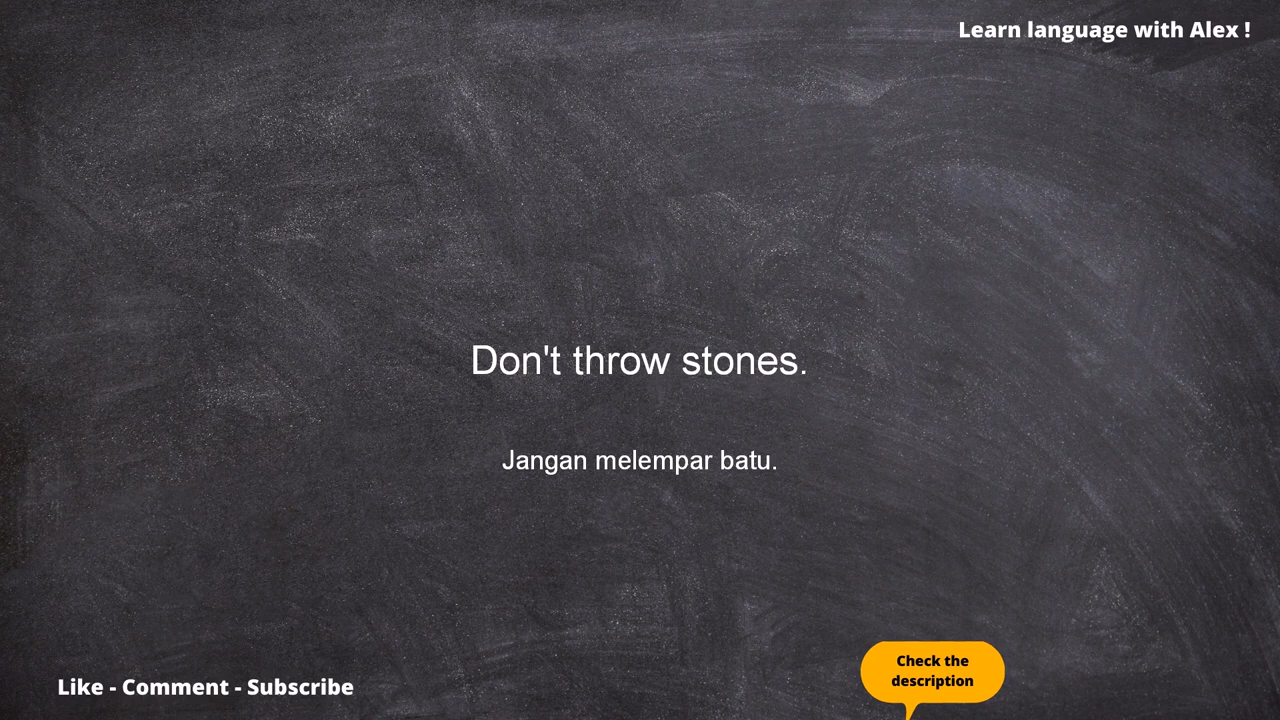 Learn language with Alex !
Don't throw stones.
Jangan melempar batu.
Like - Comment - Subscribe
Check the
description